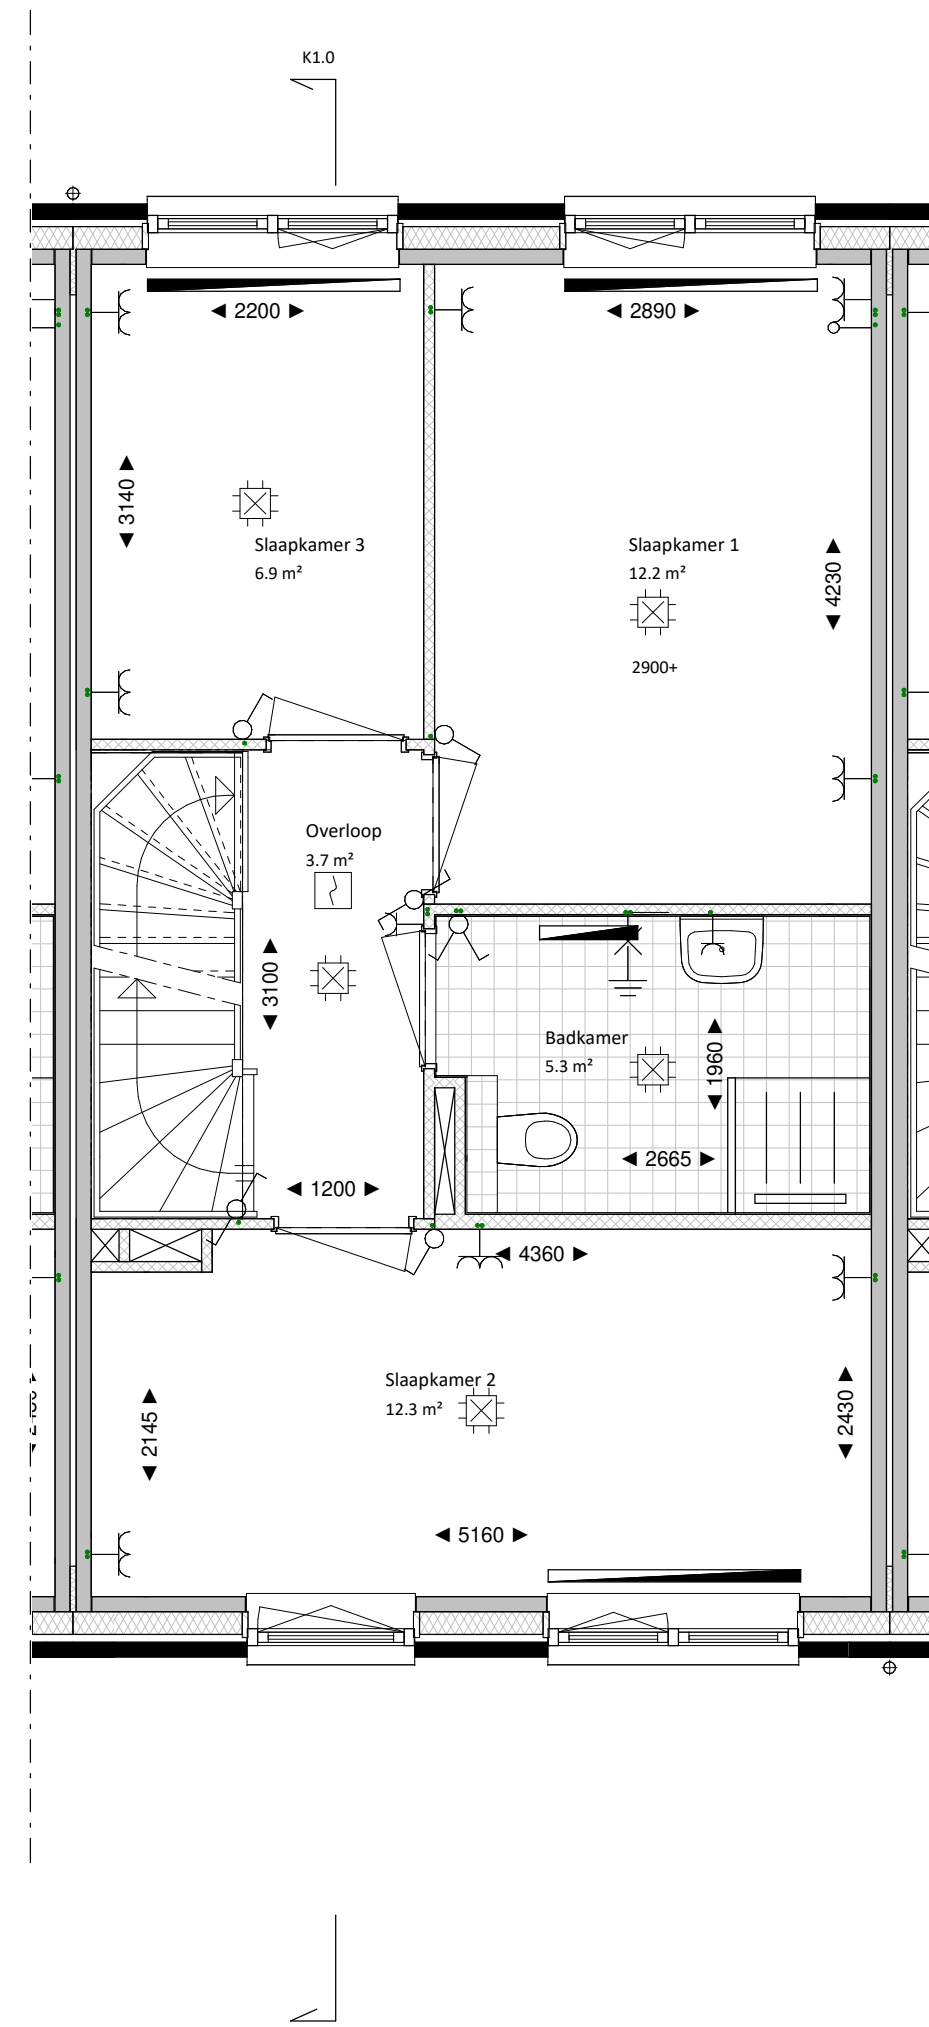 K1.0
◄ 2200 ►
◄ 2890 ►
◄ 3140 ►
Slaapkamer 3
6.9 m²
Slaapkamer 1
12.2 m²
◄ 4230 ►
2900+
Overloop
3.7 m²
◄ 3100 ►
Badkamer
5.3 m²
◄ 1960 ►
◄ 2665 ►
◄ 1200 ►
◄ 4360 ►
Slaapkamer 2
12.3 m²
◄ 2145 ►
◄ 2430 ►
◄ 5160 ►